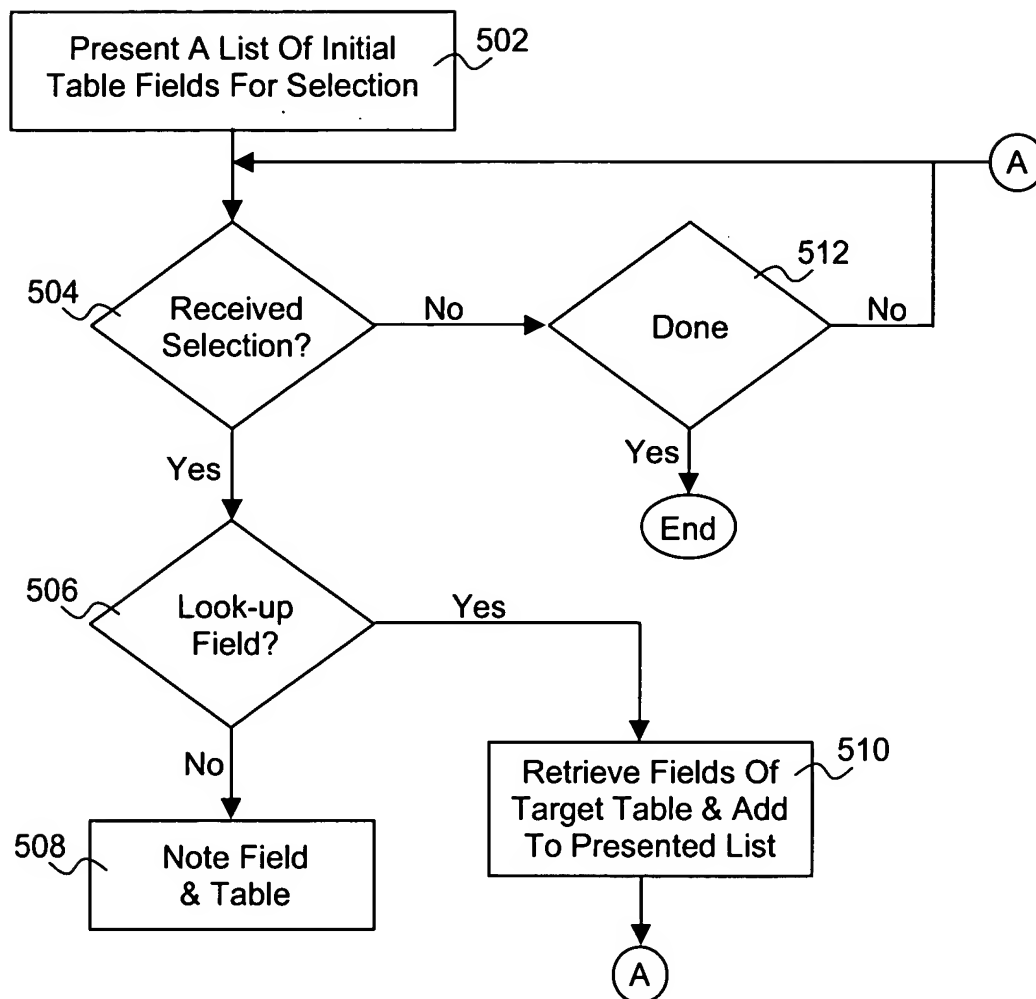 Present A List Of Initial
Table Fields For Selection
502
A
504
Received
Selection?
No
512
Done
No
Yes
Yes
End
506
Look-up
Field?
Yes
No
510
Retrieve Fields Of
Target Table & Add
To Presented List
508
Note Field
& Table
A